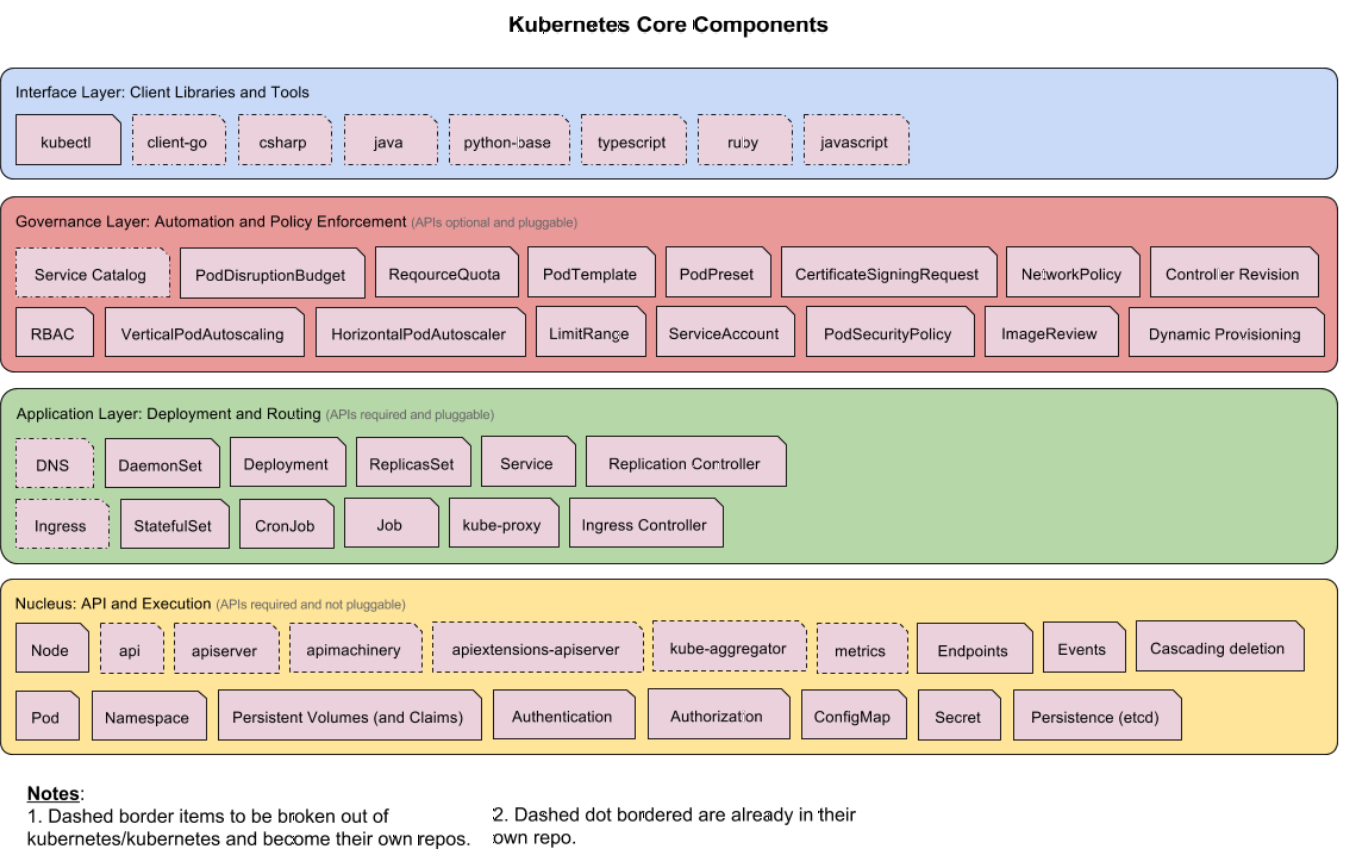 Kubernetes Core Components
Interface Layer: Client Libraries and Tools
kubectl client-go csharp java python-base typescript ruby javascript
Governance Layer: Automation and Policy Enforcement (APIs optional and pluggable)
Service Catalog PodDisruptionBudget ReqourceQuota PodTemplate PodPreset CertificateSigningRequest NetworkPolicy Controller Revision
RBAC VerticalPodAutoscaling HorizontalPodAutoscaler LimitRange ServiceAccount PodSecurityPolicy ImageReview Dynamic Provisioning
Application Layer: Deployment and Routing (APIs required and pluggable)
DNS DaemonSet Deployment ReplicasSet Service Replication Controller
Ingress StatefulSet CronJob Job kube-proxy Ingress Controller
Nucleus: API and Execution (APIs required and not pluggable)
Node api apiserver apimachinery apiextensions-apiserver kube-aggregator metrics Endpoints Events Cascading deletion
Pod Namespace Persistent Volumes (and Claims) Authentication Authorization ConfigMap Secret Persistence (etcd)
Notes:
1. Dashed border items to be broken out of
kubernetes/kubernetes and become their own repos.
2. Dashed dot bordered are already in their
own repo.